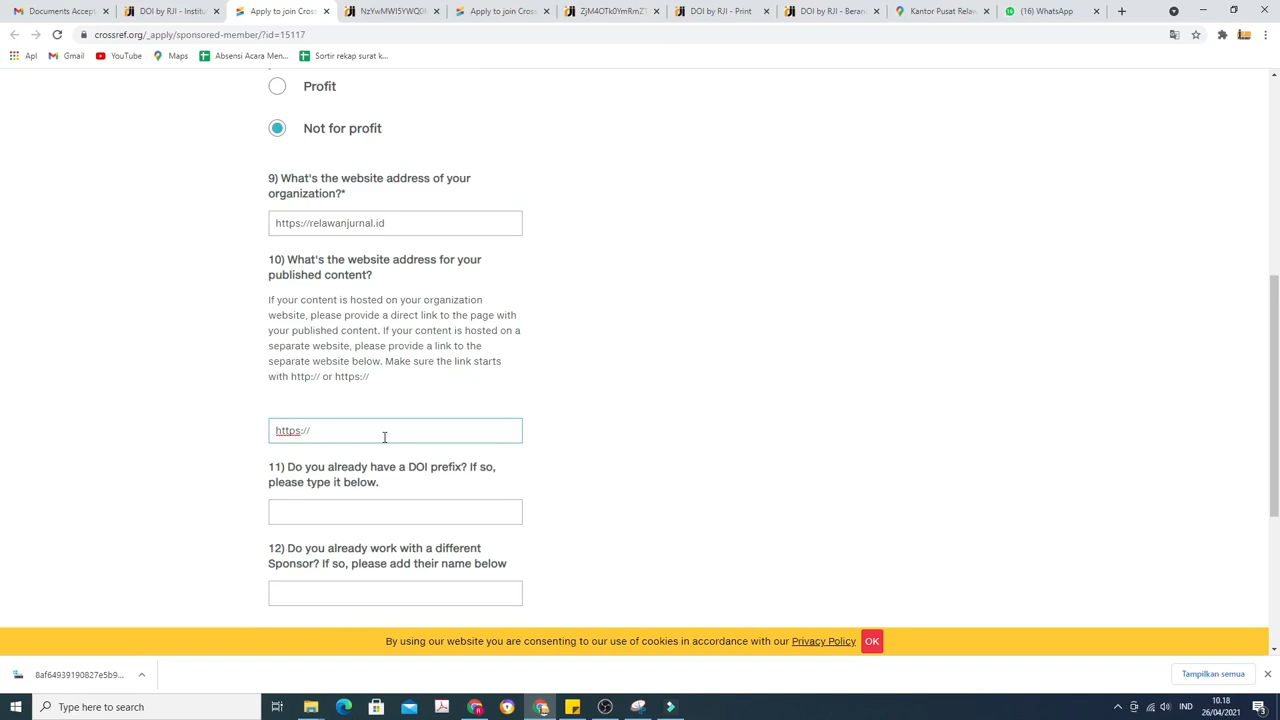 Documents Accept
DOI by RJI - Institu
Apply to join Cros
NzYwMWI5YWQ0
Apply to join Cros
ZjM4OTk0YmRmZ
DOI by RJI - Print
DOI by RJI - Beran
Kantor Pusat Relaw
(16) WhatsApp
crossref.org/_apply/sponsored-member/?id=15117
Apl
Gmail
YouTube
Maps
Absensi Acara Men...
Sortir rekap surat k...
Profit
Not for profit
9) What's the website address of your
organization?*
https://relawanjurnal.id
10) What's the website address for your
published content?
If your content is hosted on your organization
website, please provide a direct link to the page with
your published content. If your content is hosted on a
separate website, please provide a link to the
separate website below. Make sure the link starts
with http:// or https://
https://
11) Do you already have a DOI prefix? If so,
please type it below.
12) Do you already work with a different
Sponsor? If so, please add their name below
By using our website you are consenting to our use of cookies in accordance with our Privacy Policy OK
8af64939190827e5b9...
Tampilkan semua
Type here to search
IND
10.18
26/04/2021